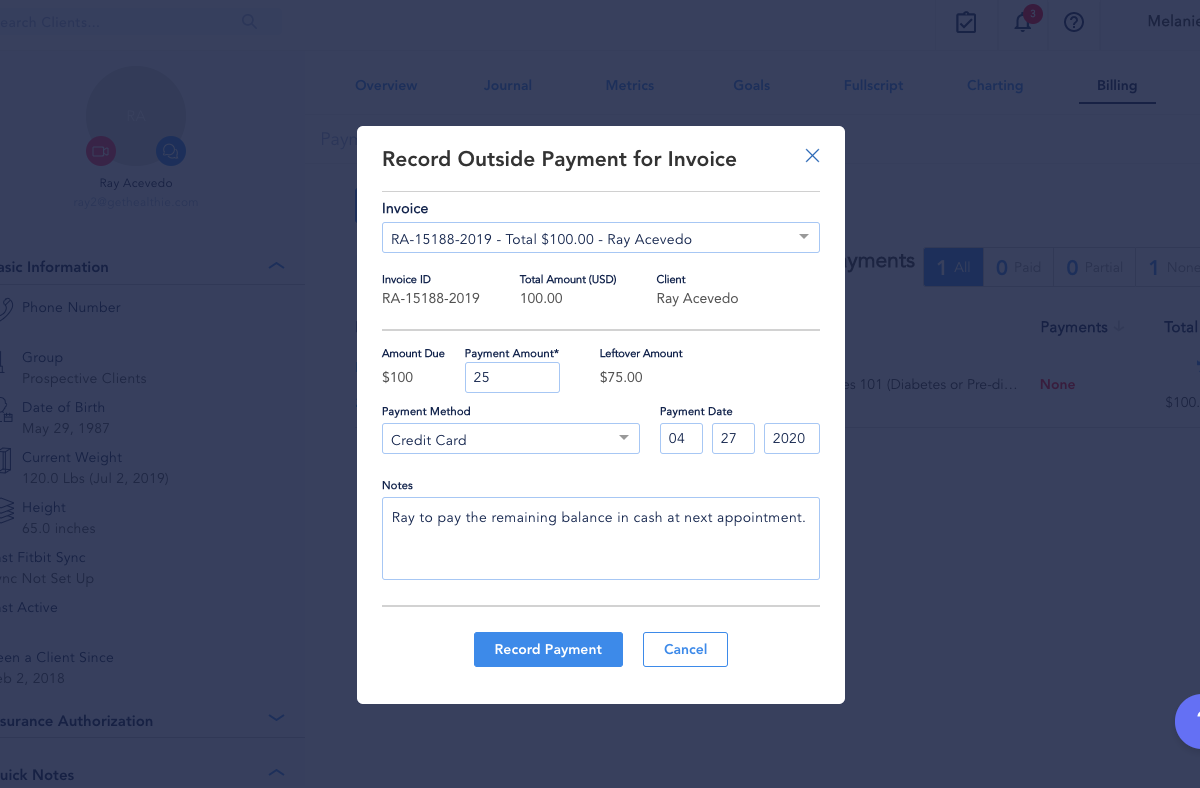 earch Clients...
3
Melanie
Overview Journal Metrics Goals Fullscript Charting Billing
RA
Ray Acevedo
ray2@gethealthie.com
asic Information
Phone Number
Group
Prospective Clients
Date of Birth
May 29, 1987
Current Weight
120.0 Lbs (Jul 2, 2019)
Height
65.0 inches
st Fitbit Sync
nc Not Set Up
st Active
een a Client Since
eb 2, 2018
surance Authorization
uick Notes
Record Outside Payment for Invoice
Invoice
RA-15188-2019 - Total $100.00 - Ray Acevedo
Invoice ID Total Amount (USD) Client
RA-15188-2019 100.00 Ray Acevedo
Amount Due Payment Amount* Leftover Amount
$100 25 $75.00
Payment Method Payment Date
Credit Card 04 27 2020
Notes
Ray to pay the remaining balance in cash at next appointment.
Record Payment Cancel
yments 1 All 0 Paid 0 Partial 1 None
Payments Total
es 101 (Diabetes or Pre-di... None
$100.